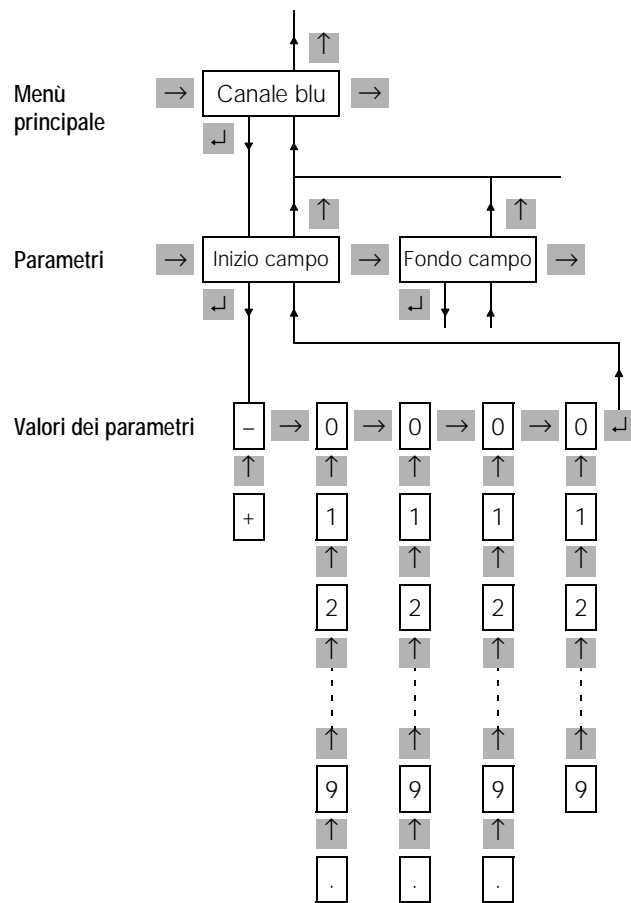 ↑
Menù principale
→ Canale blu →
↵
↑ ↑
Parametri
→ Inizio campo → Fondo campo →
↵ ↵
Valori dei parametri
– → 0 → 0 → 0 → 0 ↵
↑ ↑ ↑ ↑ ↑
+ 1 1 1 1
↑ ↑ ↑ ↑
2 2 2 2
↑ ↑ ↑ ↑
↑ ↑ ↑ ↑
9 9 9 9
↑ ↑ ↑
. . .